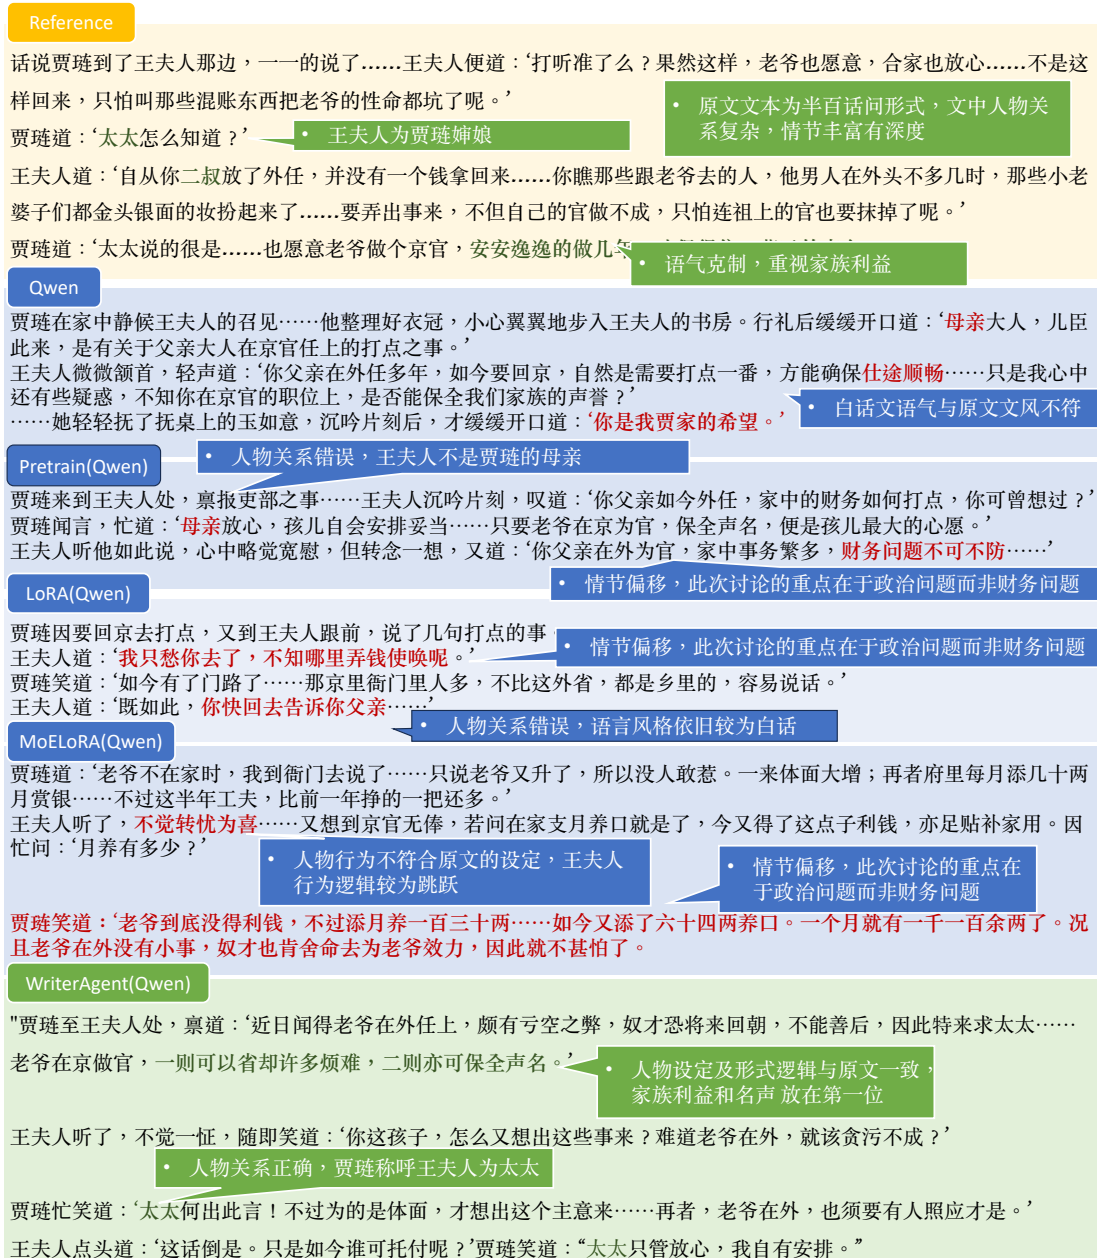 Reference
话说贾琏到了王夫人那边，一一的说了……王夫人便道：‘打听准了么？果然这样，老爷也愿意，合家也放心……不是这
样回来，只怕叫那些混账东西把老爷的性命都坑了呢。’
• 原文文本为半百话问形式，文中人物关
系复杂，情节丰富有深度
贾琏道：‘太太怎么知道？’
• 王夫人为贾琏婶娘
王夫人道：‘自从你二叔放了外任，并没有一个钱拿回来……你瞧那些跟老爷去的人，他男人在外头不多几时，那些小老
婆子们都金头银面的妆扮起来了……要弄出事来，不但自己的官做不成，只怕连祖上的官也要抹掉了呢。’
贾琏道：‘太太说的很是……也愿意老爷做个京官，安安逸逸的做几年
• 语气克制，重视家族利益
Qwen
贾琏在家中静候王夫人的召见……他整理好衣冠，小心翼翼地步入王夫人的书房。行礼后缓缓开口道：‘母亲大人，儿臣
此来，是有关于父亲大人在京官任上的打点之事。’
王夫人微微颔首，轻声道：‘你父亲在外任多年，如今要回京，自然是需要打点一番，方能确保仕途顺畅……只是我心中
还有些疑惑，不知你在京官的职位上，是否能保全我们家族的声誉？’
• 白话文语气与原文文风不符
……她轻轻抚了抚桌上的玉如意，沉吟片刻后，才缓缓开口道：‘你是我贾家的希望。’
Pretrain(Qwen)
• 人物关系错误，王夫人不是贾琏的母亲
贾琏来到王夫人处，禀报吏部之事……王夫人沉吟片刻，叹道：‘你父亲如今外任，家中的财务如何打点，你可曾想过？’
贾琏闻言，忙道：‘母亲放心，孩儿自会安排妥当……只要老爷在京为官，保全声名，便是孩儿最大的心愿。’
王夫人听他如此说，心中略觉宽慰，但转念一想，又道：‘你父亲在外为官，家中事务繁多，财务问题不可不防……’
• 情节偏移，此次讨论的重点在于政治问题而非财务问题
LoRA(Qwen)
贾琏因要回京去打点，又到王夫人跟前，说了几句打点的事
• 情节偏移，此次讨论的重点在于政治问题而非财务问题
王夫人道：‘我只愁你去了，不知哪里弄钱使唤呢。’
贾琏笑道：‘如今有了门路了……那京里衙门里人多，不比这外省，都是乡里的，容易说话。’
王夫人道：‘既如此，你快回去告诉你父亲……’
• 人物关系错误，语言风格依旧较为白话
MoELoRA(Qwen)
贾琏道：‘老爷不在家时，我到衙门去说了……只说老爷又升了，所以没人敢惹。一来体面大增；再者府里每月添几十两
月赏银……不过这半年工夫，比前一年挣的一把还多。’
王夫人听了，不觉转忧为喜……又想到京官无俸，若问在家支月养口就是了，今又得了这点子利钱，亦足贴补家用。因
忙问：‘月养有多少？’
• 人物行为不符合原文的设定，王夫人
行为逻辑较为跳跃
• 情节偏移，此次讨论的重点在
于政治问题而非财务问题
贾琏笑道：‘老爷到底没得利钱，不过添月养一百三十两……如今又添了六十四两养口。一个月就有一千一百余两了。况
且老爷在外没有小事，奴才也肯舍命去为老爷效力，因此就不甚怕了。
WriterAgent(Qwen)
"贾琏至王夫人处，禀道：‘近日闻得老爷在外任上，颇有亏空之弊，奴才恐将来回朝，不能善后，因此特来求太太……
老爷在京做官，一则可以省却许多烦难，二则亦可保全声名。’
• 人物设定及形式逻辑与原文一致，
家族利益和名声 放在第一位
王夫人听了，不觉一怔，随即笑道：‘你这孩子，怎么又想出这些事来？难道老爷在外，就该贪污不成？’
• 人物关系正确，贾琏称呼王夫人为太太
贾琏忙笑道：‘太太何出此言！不过为的是体面，才想出这个主意来……再者，老爷在外，也须要有人照应才是。’
王夫人点头道：‘这话倒是。只是如今谁可托付呢？’贾琏笑道：“太太只管放心，我自有安排。”